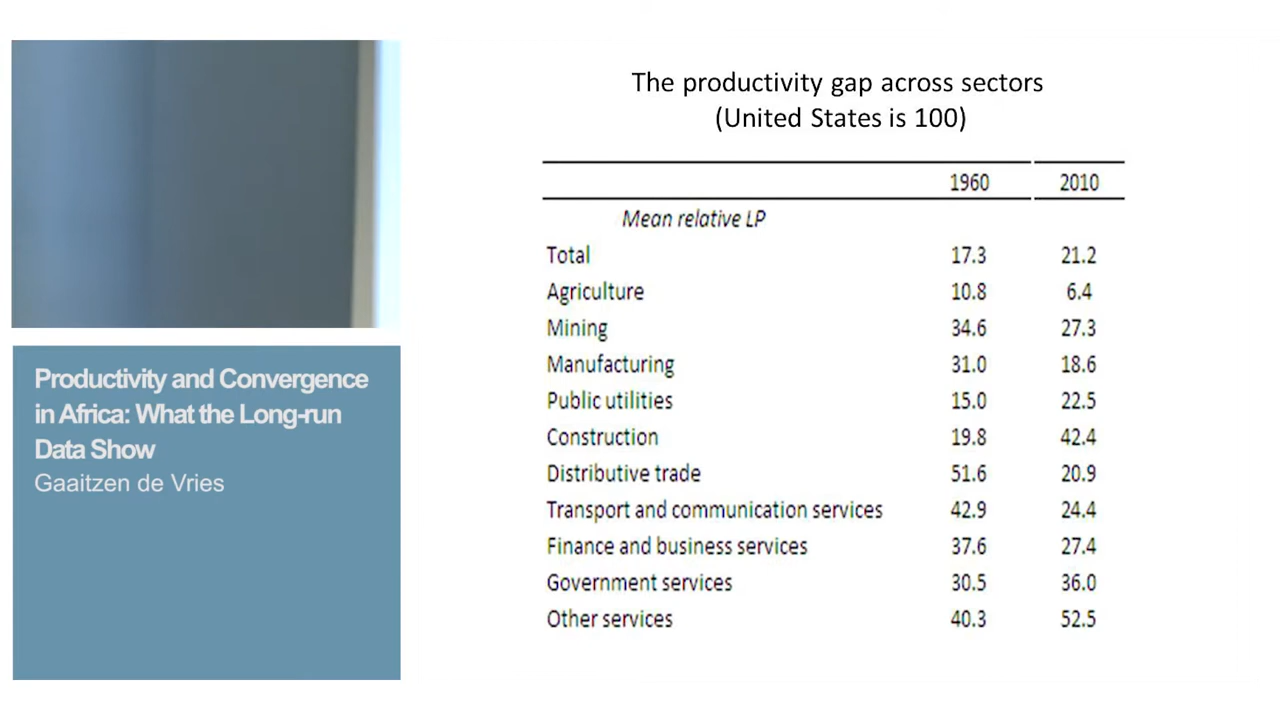 Productivity and Convergence
in Africa: What the Long-run
Data Show
Gaaitzen de Vries
The productivity gap across sectors
(United States is 100)
1960 2010
Mean relative LP
Total 17.3 21.2
Agriculture 10.8 6.4
Mining 34.6 27.3
Manufacturing 31.0 18.6
Public utilities 15.0 22.5
Construction 19.8 42.4
Distributive trade 51.6 20.9
Transport and communication services 42.9 24.4
Finance and business services 37.6 27.4
Government services 30.5 36.0
Other services 40.3 52.5